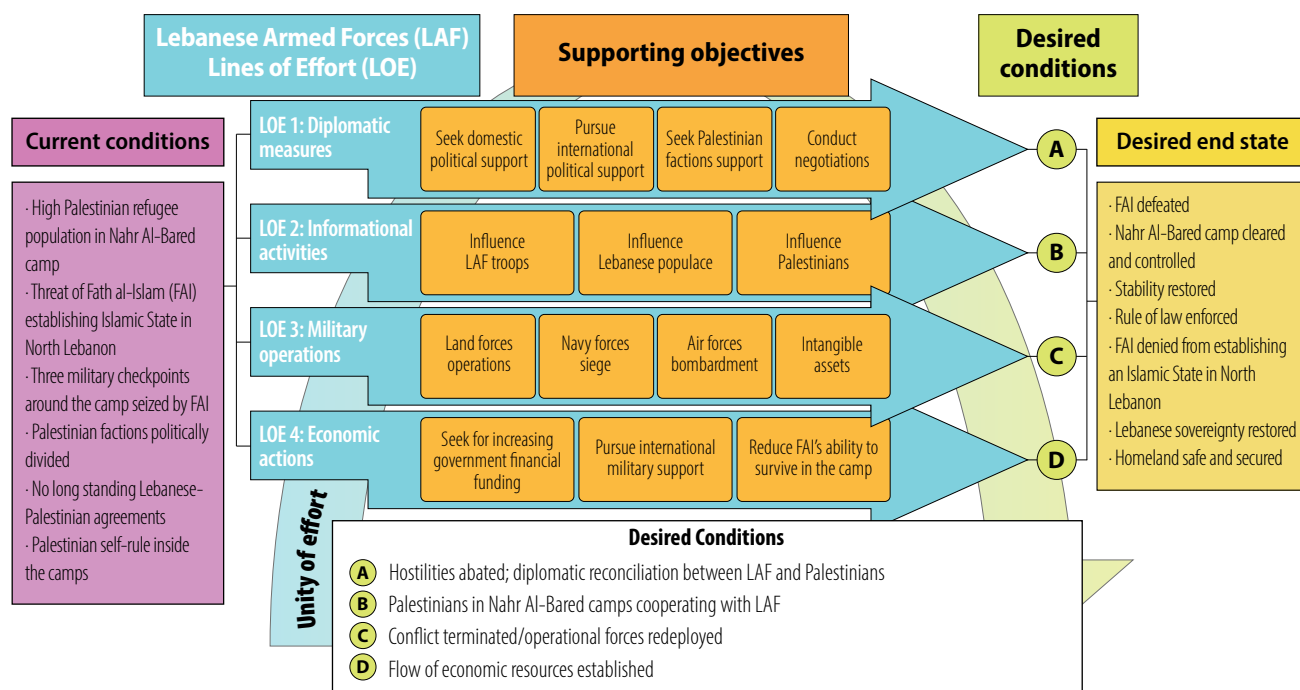 Lebanese Armed Forces (LAF)
Lines of Effort (LOE)
Supporting objectives
Desired
conditions
Current conditions
· High Palestinian refugee
population in Nahr Al-Bared
camp
· Threat of Fath al-Islam (FAI)
establishing Islamic State in
North Lebanon
· Three military checkpoints
around the camp seized by FAI
· Palestinian factions politically
divided
· No long standing Lebanese-
Palestinian agreements
· Palestinian self-rule inside
the camps
LOE 1: Diplomatic
measures
Seek domestic
political support
Pursue
international
political support
Seek Palestinian
factions support
Conduct
negotiations
A
LOE 2: Informational
activities
Influence
LAF troops
Influence
Lebanese populace
Influence
Palestinians
B
LOE 3: Military
operations
Land forces
operations
Navy forces
siege
Air forces
bombardment
Intangible
assets
C
LOE 4: Economic
actions
Seek for increasing
government financial
funding
Pursue international
military support
Reduce FAI's ability to
survive in the camp
D
Desired end state
· FAI defeated
· Nahr Al-Bared camp cleared
and controlled
· Stability restored
· Rule of law enforced
· FAI denied from establishing
an Islamic State in North
Lebanon
· Lebanese sovereignty restored
· Homeland safe and secured
Unity of effort
Desired Conditions
A Hostilities abated; diplomatic reconciliation between LAF and Palestinians
B Palestinians in Nahr Al-Bared camps cooperating with LAF
C Conflict terminated/operational forces redeployed
D Flow of economic resources established